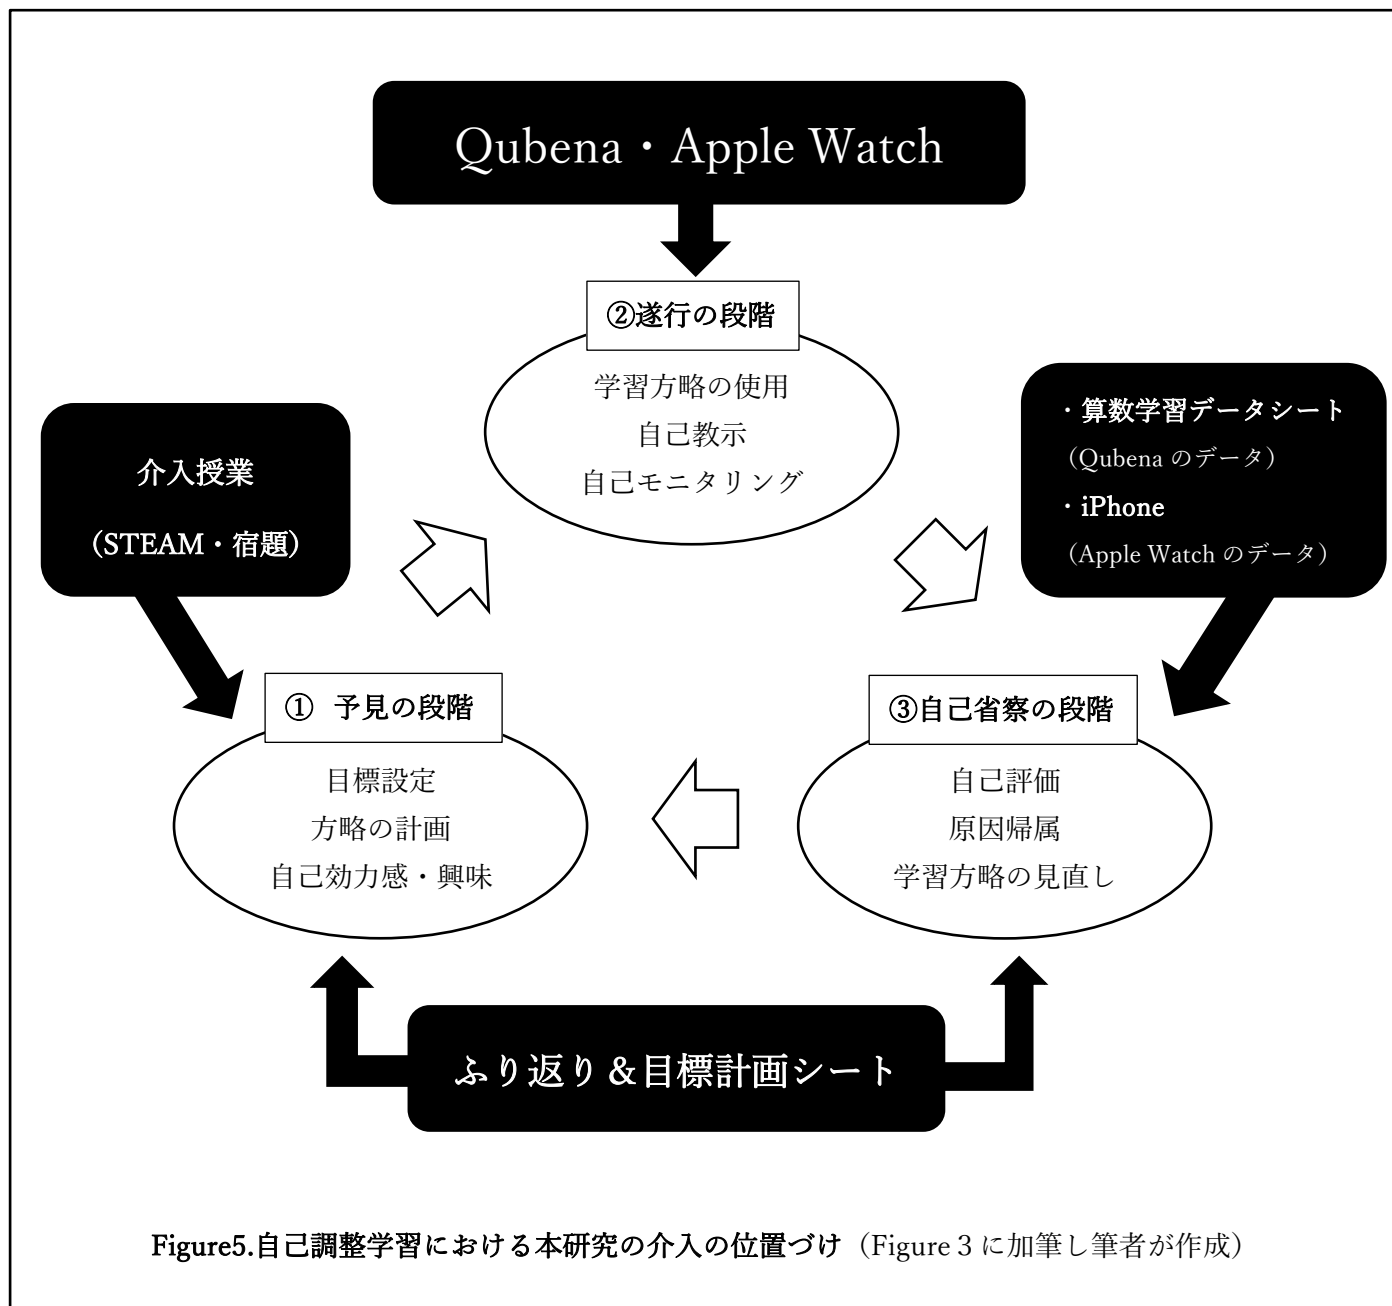 Qubena・Apple Watch
②遂行の段階
学習方略の使用
自己教示
自己モニタリング
介入授業
（STEAM・宿題）
・算数学習データシート
（Qubena のデータ）
・iPhone
（Apple Watch のデータ）
① 予見の段階
目標設定
方略の計画
自己効力感・興味
③自己省察の段階
自己評価
原因帰属
学習方略の見直し
ふり返り＆目標計画シート
Figure5.自己調整学習における本研究の介入の位置づけ（Figure３に加筆し筆者が作成）